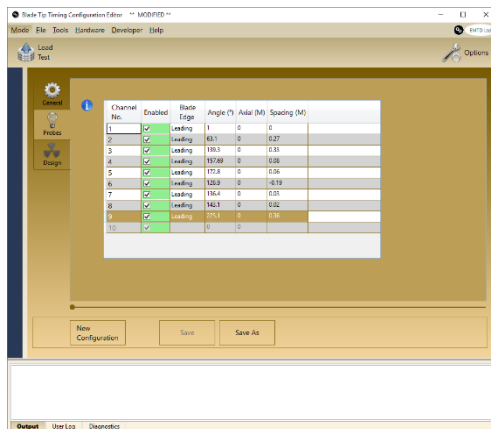 Blade Tip Timing Configuration Editor ** MODIFIED **
Mode File Tools Hardware Developer Help
Load
Test
Options
General
Probes
Design
Channel No. Enabled Blade Edge Angle (°) Axial (M) Spacing (M)
1 Leading 1 0 0
2 Leading 63.1 0 0.27
3 Leading 139.3 0 0.33
4 Leading 157.69 0 0.08
5 Leading 172.8 0 0.06
6 Leading 128.9 0 -0.19
7 Leading 136.4 0 0.03
8 Leading 143.1 0 0.02
9 Leading 225.1 0 0.36
10 0 0
New
Configuration
Save
Save As
Output User Log Diagnostics